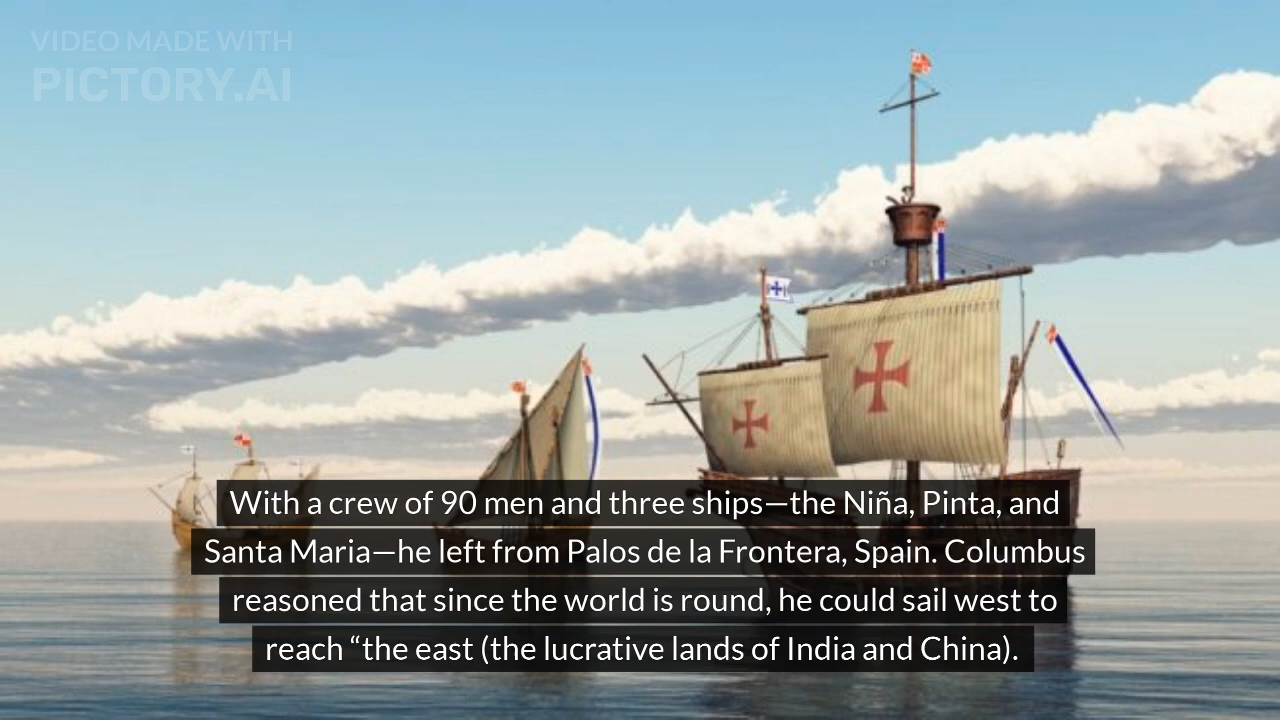 VIDEO MADE WITH
PICTORY.AI
With a crew of 90 men and three ships—the Niña, Pinta, and
Santa Maria—he left from Palos de la Frontera, Spain. Columbus
reasoned that since the world is round, he could sail west to
reach “the east (the lucrative lands of India and China).